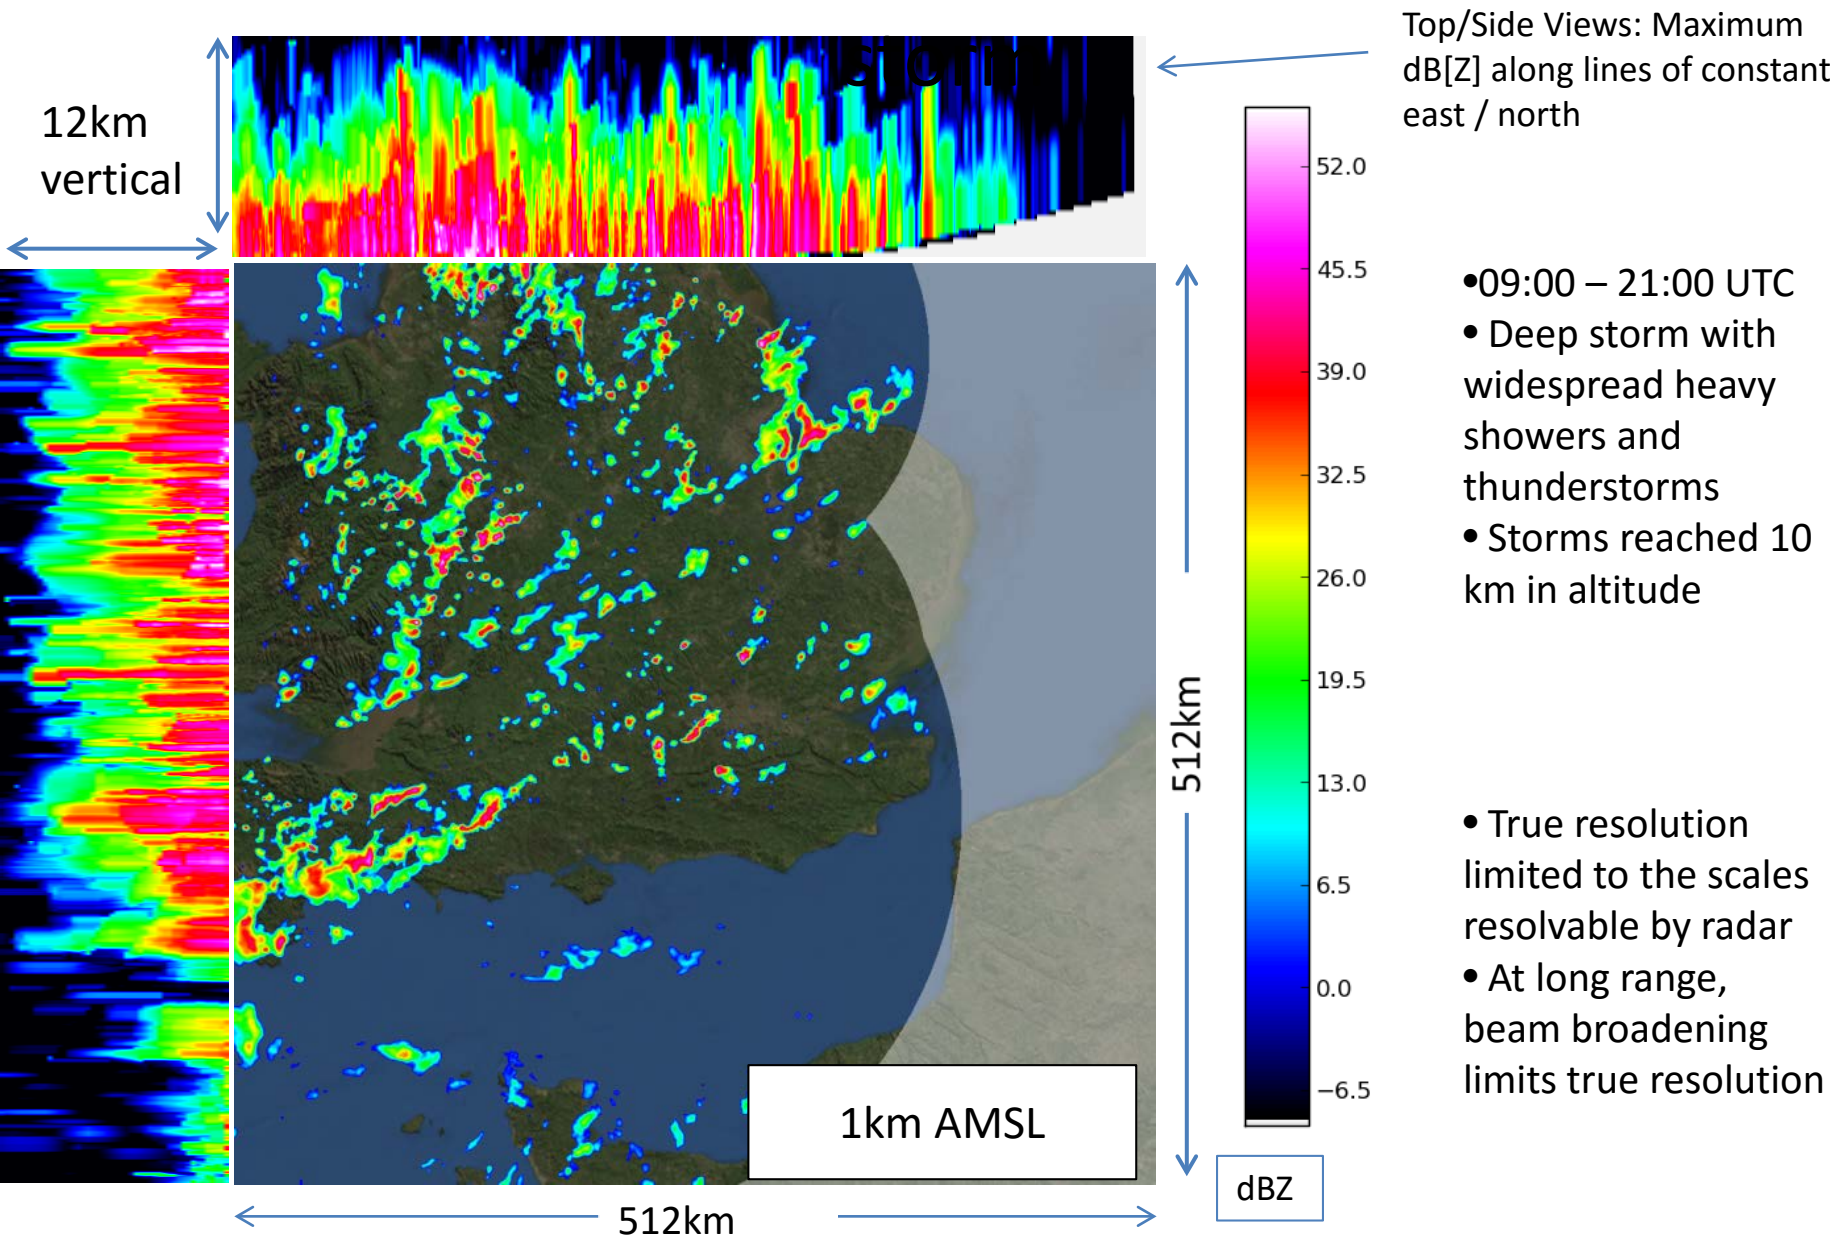 Top/Side Views: Maximum
dB[Z] along lines of constant
east / north
12km
vertical
52.0
45.5
39.0
32.5
26.0
19.5
13.0
6.5
0.0
−6.5
dBZ
•09:00 – 21:00 UTC
• Deep storm with
widespread heavy
showers and
thunderstorms
• Storms reached 10
km in altitude
512km
• True resolution
limited to the scales
resolvable by radar
• At long range,
beam broadening
limits true resolution
1km AMSL
512km